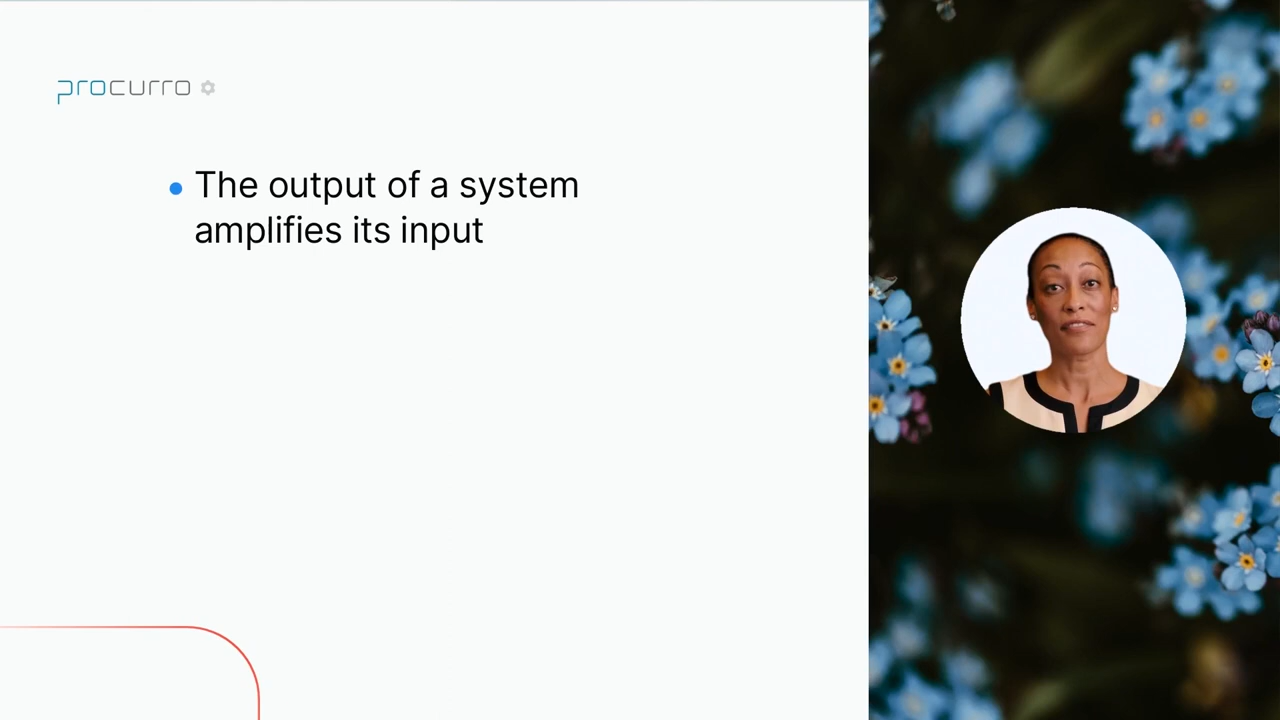 procurro
The output of a system
amplifies its input